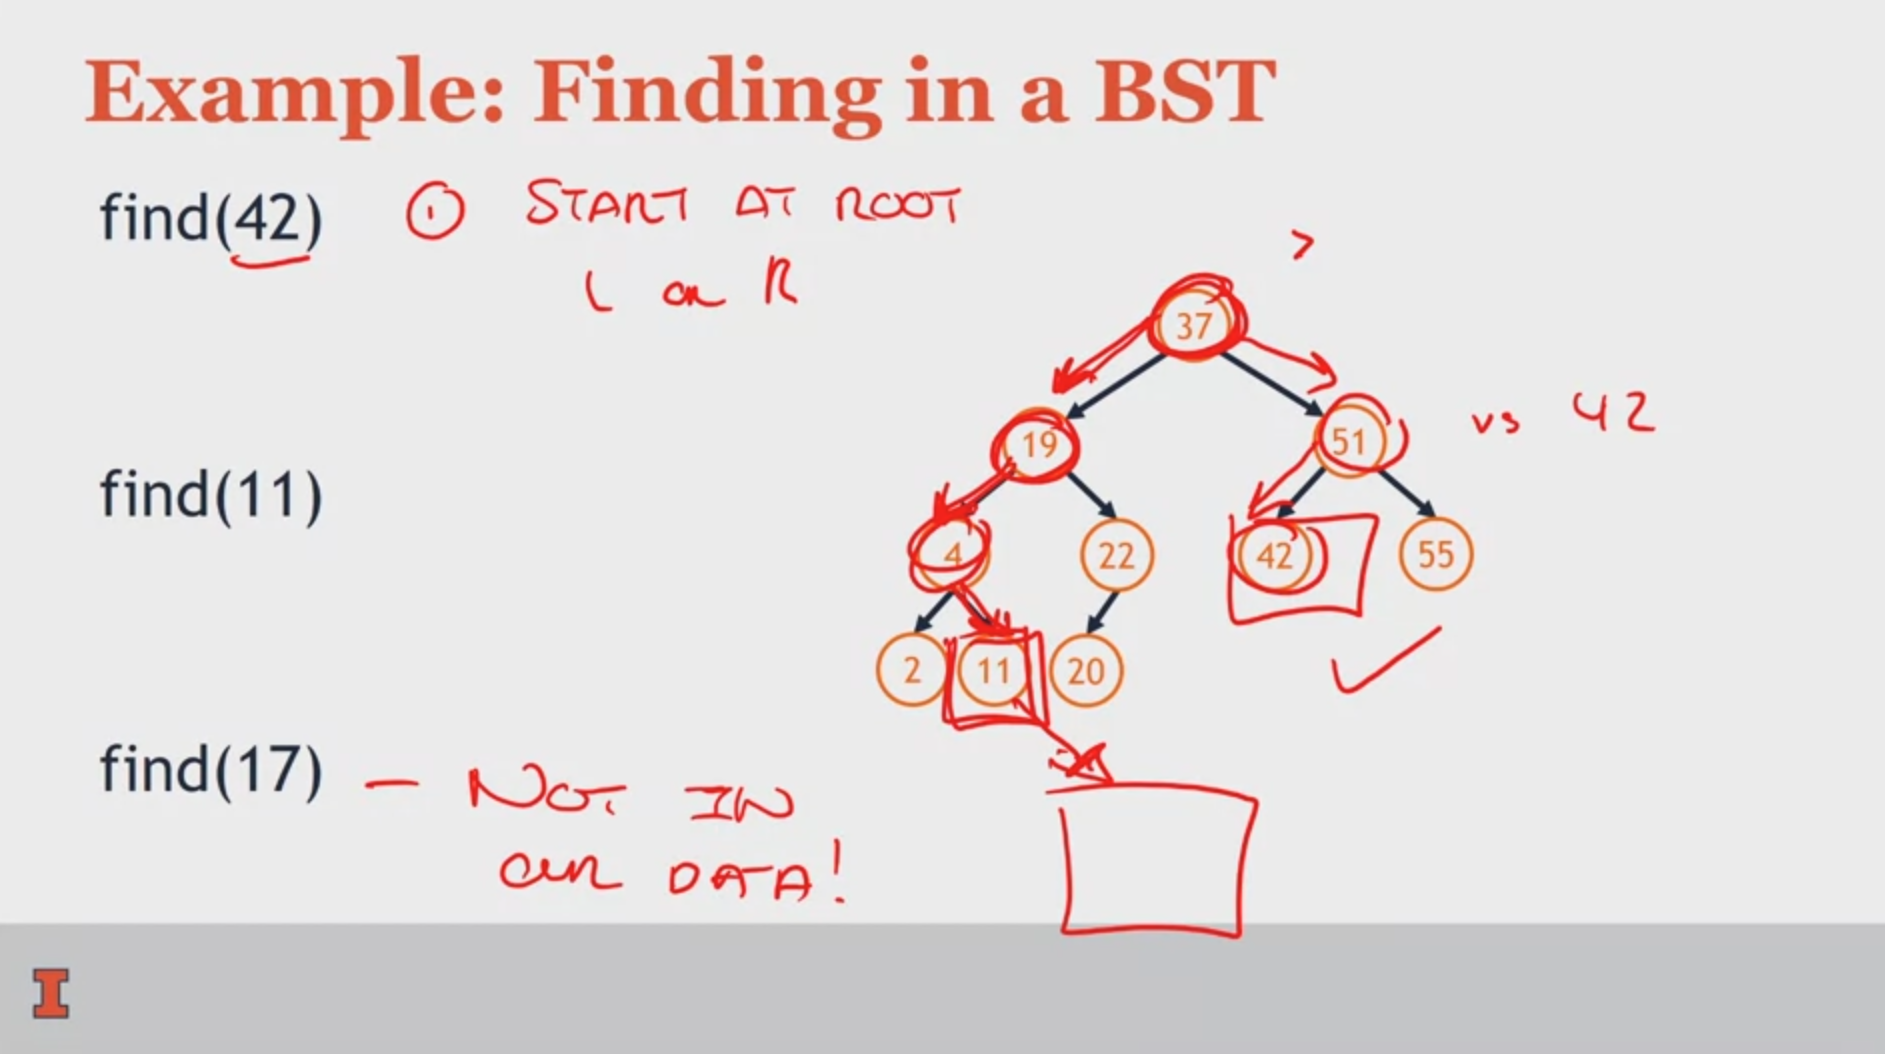 Example: Finding in a BST
find(42) ① START AT ROOT
L or R
>
37
19 51 vs 42
4 22 42 55
2 11 20
find(11)
find(17) — NOT IN
our DATA!
I